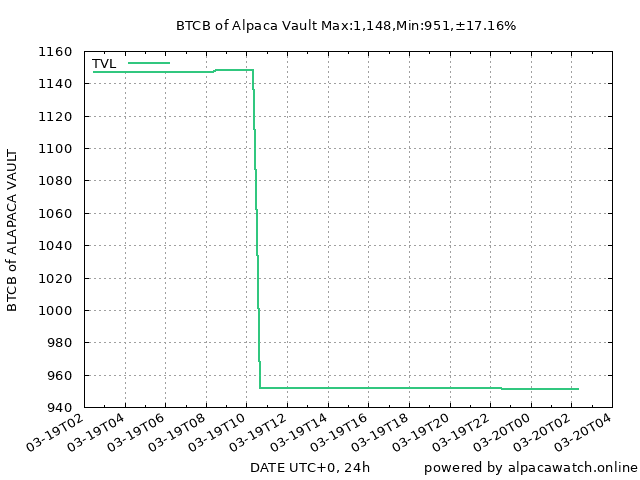 BTCB of Alpaca Vault Max:1,148,Min:951,±17.16%
TVL
1160
1140
1120
1100
1080
1060
1040
1020
1000
980
960
940
BTCB of ALAPACA VAULT
03-19T02
03-19T04
03-19T06
03-19T08
03-19T10
03-19T12
03-19T14
03-19T16
03-19T18
03-19T20
03-19T22
03-20T00
03-20T02
03-20T04
DATE UTC+0, 24h
powered by alpacawatch.online